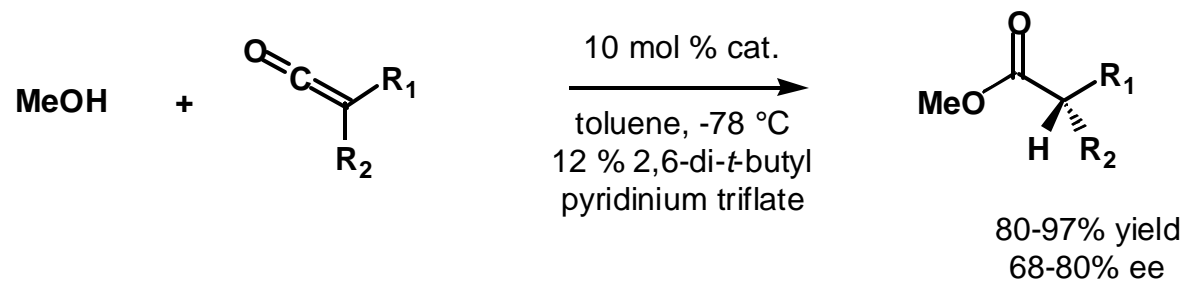 MeOH + O C R1 R2
10 mol % cat.
toluene, -78 °C
12 % 2,6-di-t-butyl
pyridinium triflate
O MeO R1 H R2
80-97% yield
68-80% ee